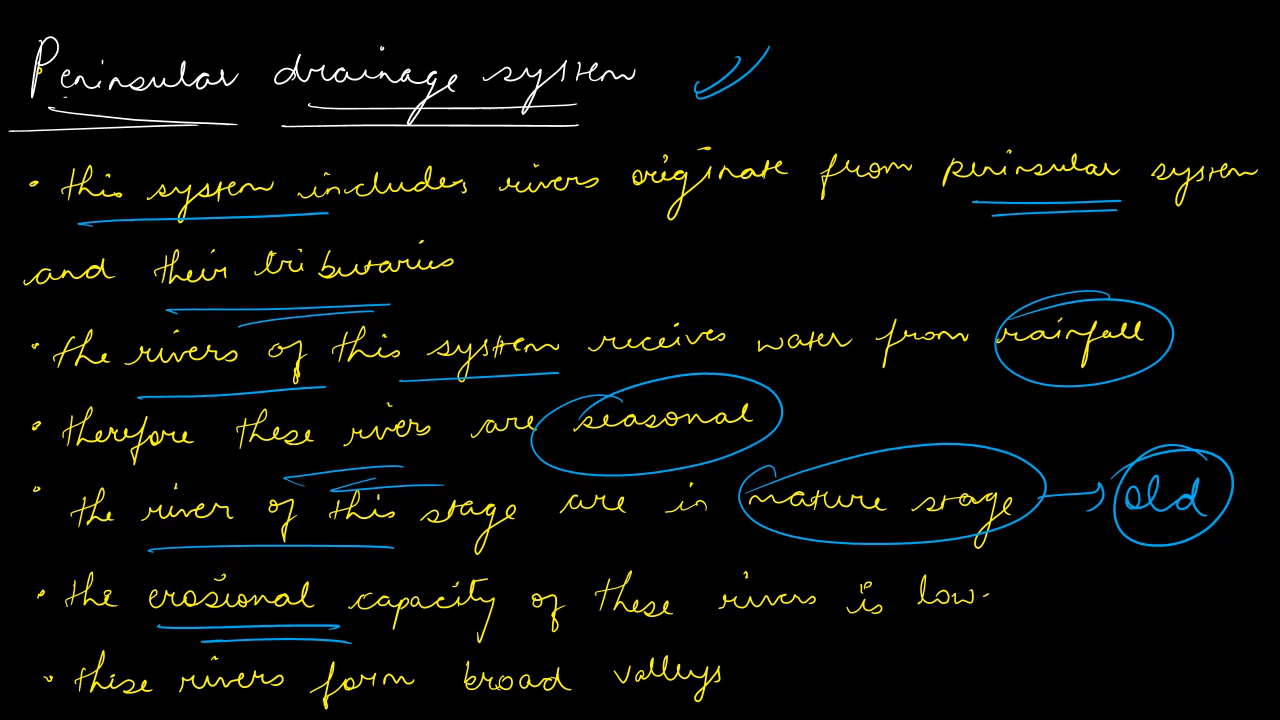 Peninsular drainage system
• this system includes rivers originate from peninsular system
and their tributaries
• the rivers of this system receives water from rainfall
• therefore these rivers are seasonal
• the river of this stage are in mature stage → old
• the erosional capacity of these rivers is low.
• these rivers form broad valleys